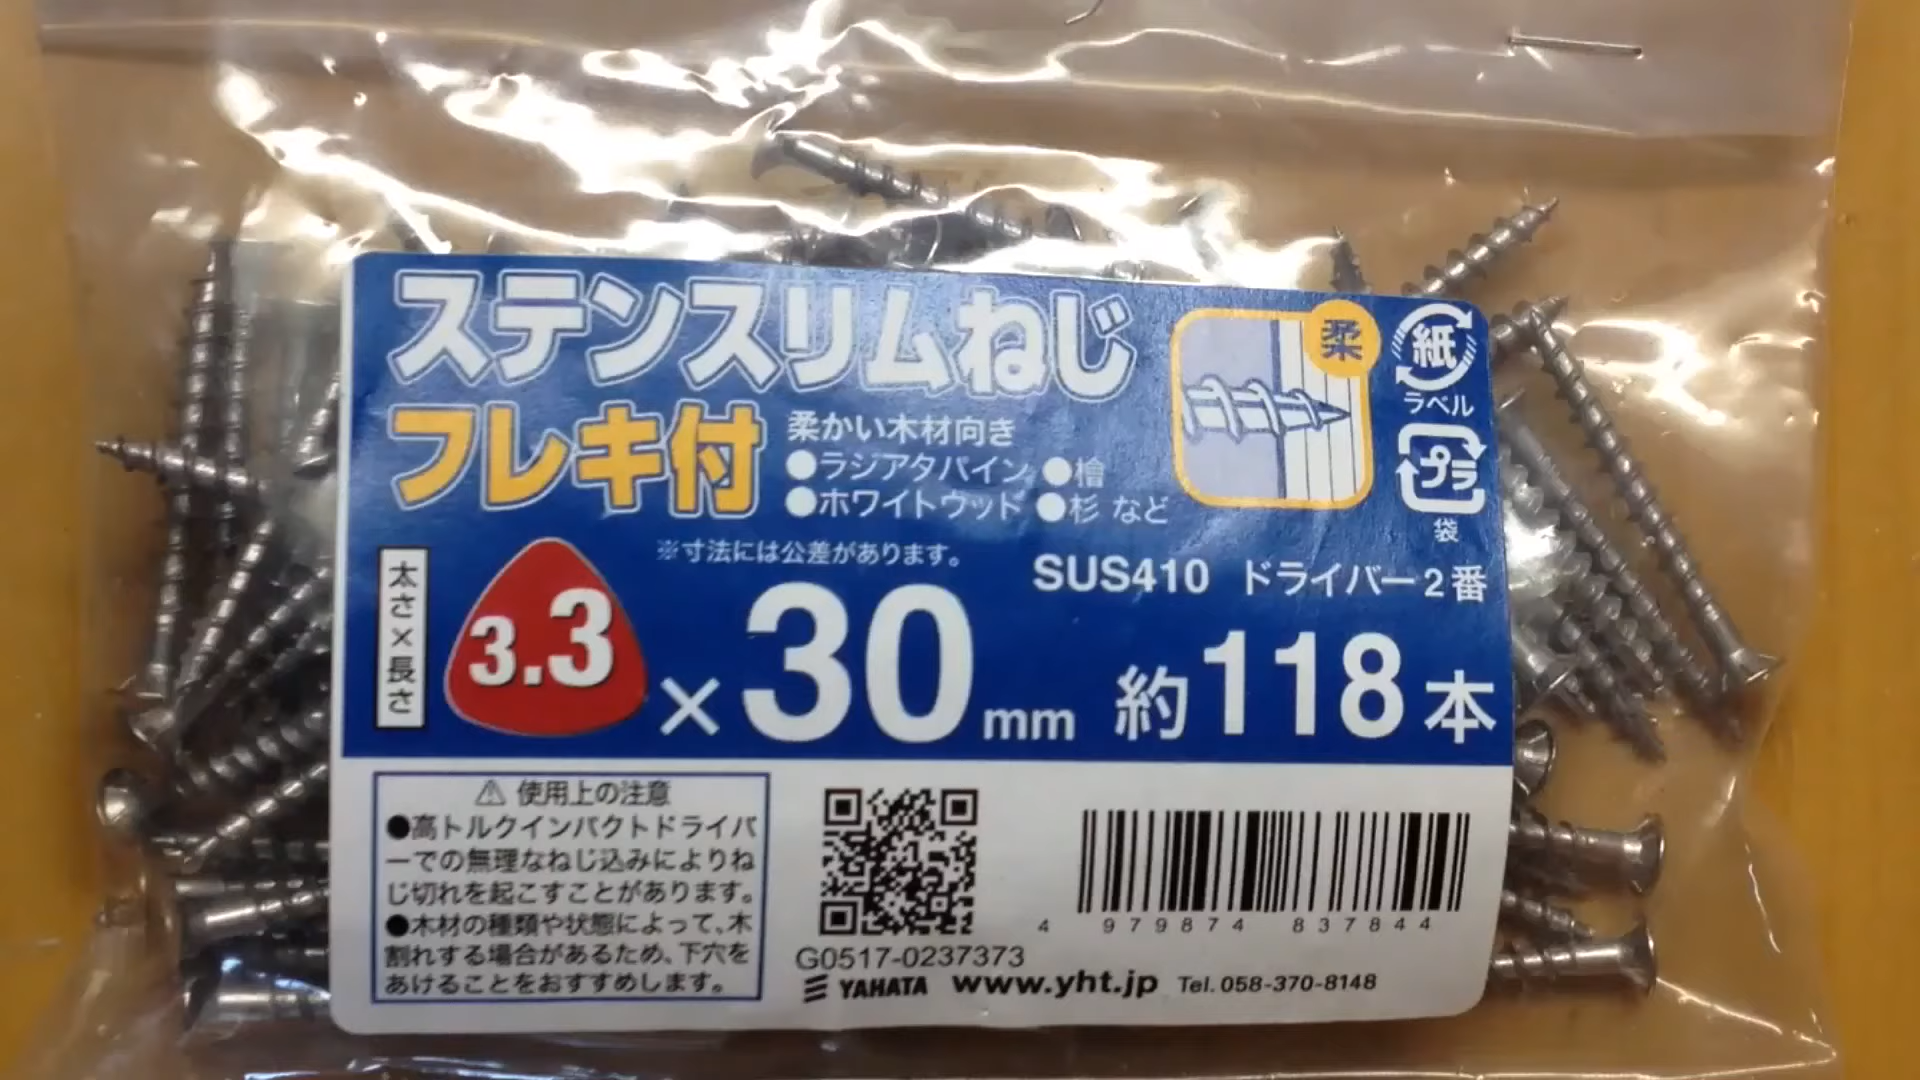 ステンスリムねじ
フレキ付
柔かい木材向き
●ラジアタパイン ●檜
●ホワイトウッド ●杉 など
柔
紙
ラベル
プラ
袋
※寸法には公差があります。
SUS410 ドライバー2番
太さ×長さ
3.3×30mm 約118本
⚠使用上の注意
●高トルクインパクトドライバ
ーでの無理なねじ込みによりね
じ切れを起こすことがあります。
●木材の種類や状態によって、木
割れする場合があるため、下穴を
あけることをおすすめします。
4 979874 837844
G0517-0237373
YAHATA www.yht.jp Tel.058-370-8148